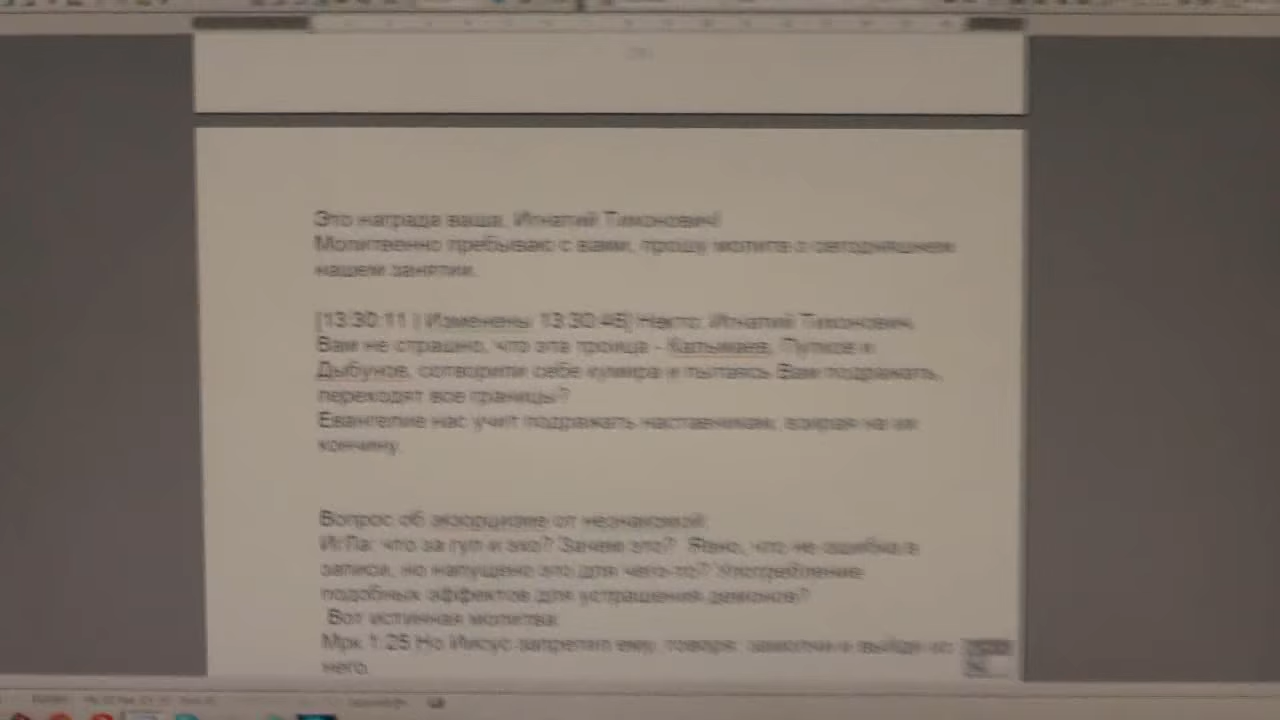 Это награда ваша, Игнатий Тихонович!
Молитвенно пребываю с вами, прошу молитв о сегодняшнем
нашем занятии.
[13:30:11 | Изменены 13:30:46] Некто: Игнатий Тихонович,
Вам не страшно, что эта троица - Калымаев, Пупков и
Дыбунов, сотворили себе кумира и пытаясь Вам подражать,
переходят все границы?
Евангелие нас учит подражать наставникам, взирая на их
кончину.
Вопрос об экзорцизме от незнакомой:
ИгЛа: что за гул и эхо? Зачем это? Явно, что не ошибка в
записи, но напущено это для чего-то? Употребление
подобных эффектов для устрашения демонов?
Вот истинная молитва:
Мрк.1:25 Но Иисус запретил ему, говоря: замолчи и выйди из
него.